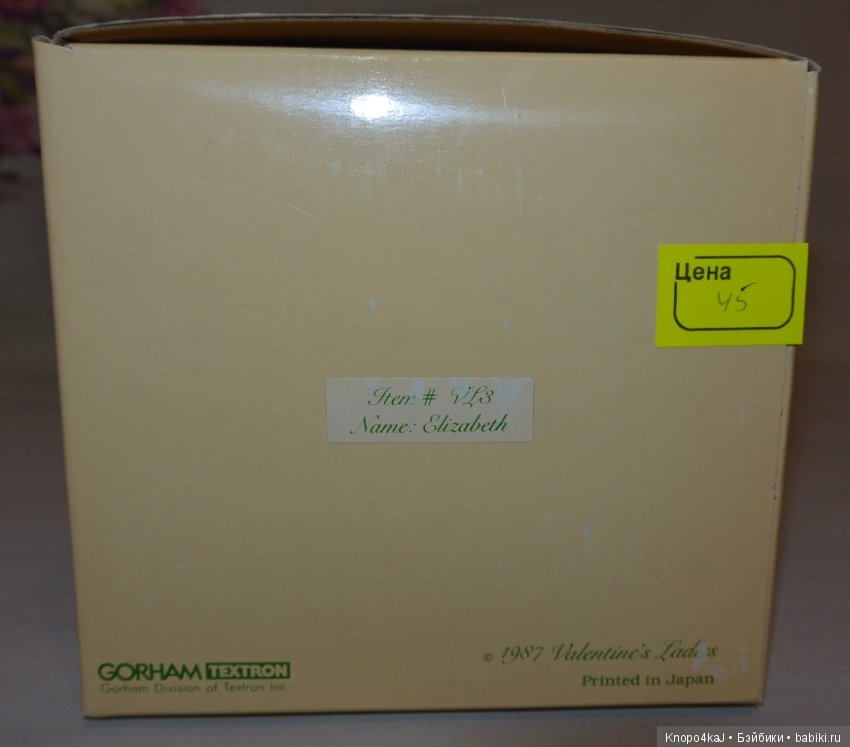 Цена
45
Item # VL3
Name: Elizabeth
GORHAM TEXTRON
Gorham Division of Textron Inc.
© 1987 Valentine's Ladies
Printed in Japan
Knopo4kaJ • Бэйбики • babiki.ru